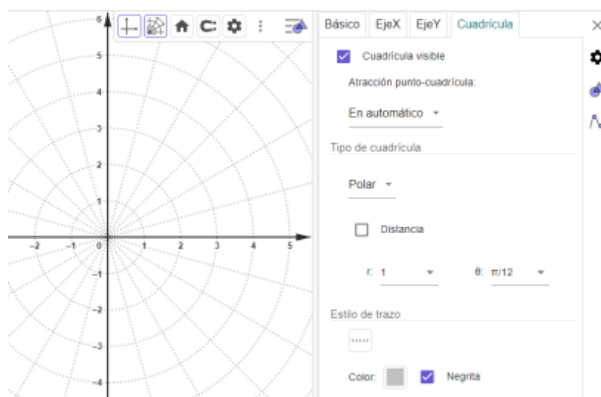 Básico EjeX EjeY Cuadrícula
Cuadrícula visible
Atracción punto-cuadrícula:
En automático
Tipo de cuadrícula
Polar
Distancia
r: 1 θ: π/12
Estilo de trazo
Color: Negrita
6
5
4
3
2
1
-2 -1 0 1 2 3 4 5
-1
-2
-3
-4